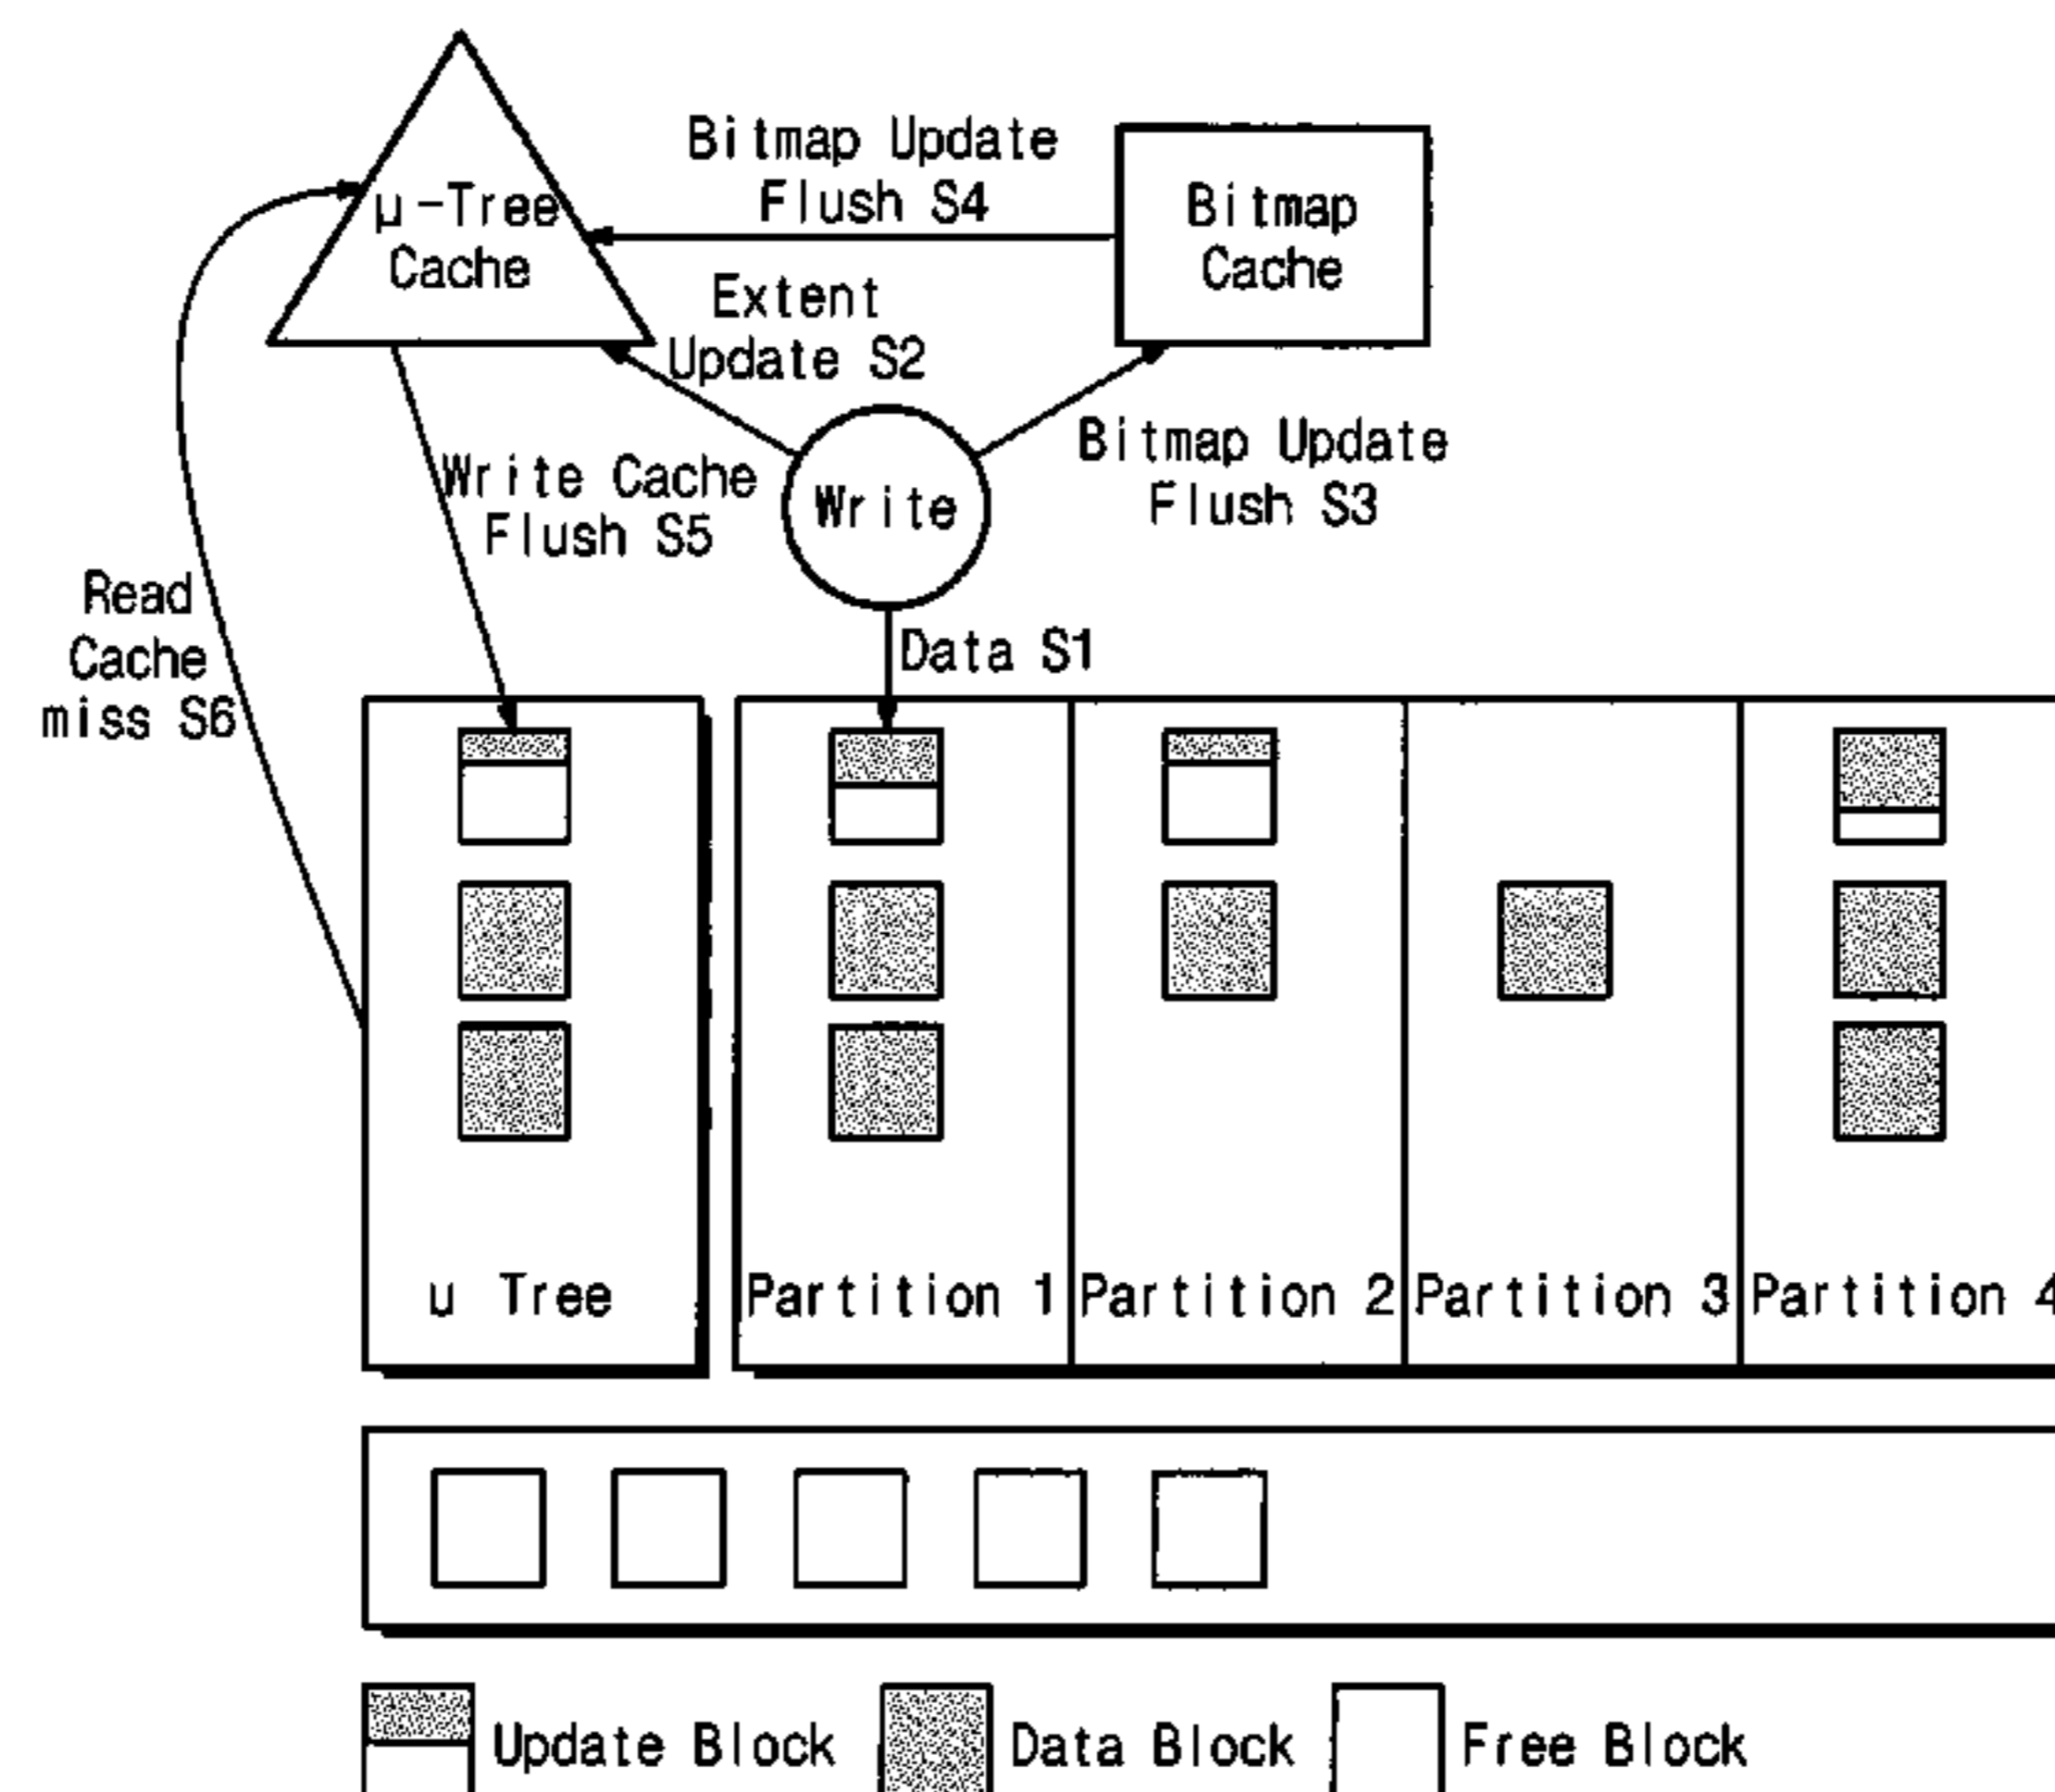 Bitmap Update
Flush S4
μ-Tree
Cache
Bitmap
Cache
Extent
Update S2
Bitmap Update
Flush S3
Write Cache
Flush S5
Write
Read
Cache
miss S6
Data S1
μ Tree
Partition 1
Partition 2
Partition 3
Partition 4
Update Block
Data Block
Free Block